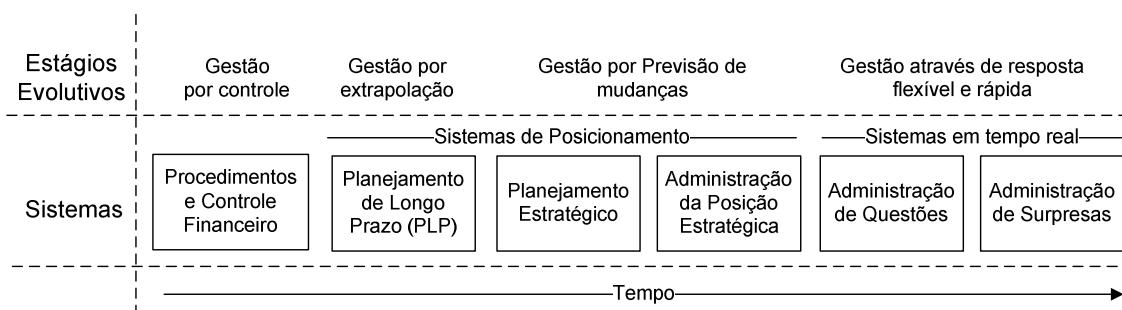 Estágios
Evolutivos
Gestão
por controle
Gestão por
extrapolação
Gestão por Previsão de
mudanças
Gestão através de resposta
flexível e rápida
Sistemas de Posicionamento
Sistemas em tempo real
Sistemas
Procedimentos
e Controle
Financeiro
Planejamento
de Longo
Prazo (PLP)
Planejamento
Estratégico
Administração
da Posição
Estratégica
Administração
de Questões
Administração
de Surpresas
Tempo